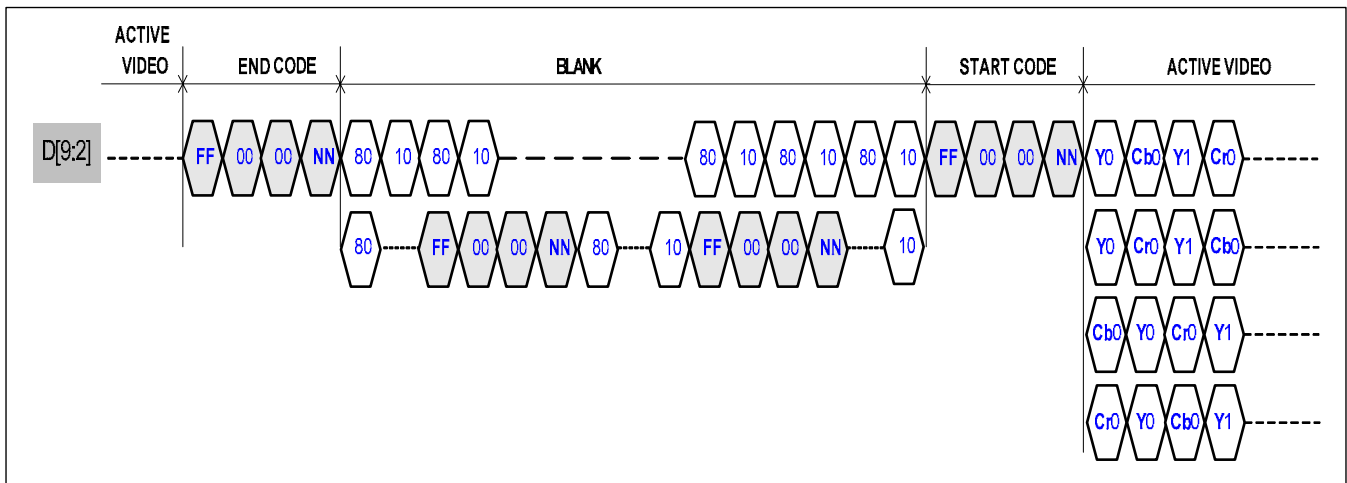 ACTIVE
VIDEO END CODE BLANK START CODE ACTIVE VIDEO
D[9:2] FF 00 00 NN 80 10 80 10 80 10 80 10 80 10 FF 00 00 NN Y0 Cb0 Y1 Cr0
80 FF 00 00 NN 80 10 FF 00 00 NN 10 Y0 Cr0 Y1 Cb0
Cb0 Y0 Cr0 Y1
Cr0 Y0 Cb0 Y1